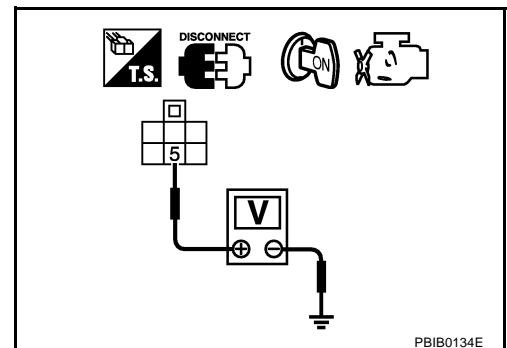 DISCONNECT
T.S.
ON
5
V
+ −
PBIB0134E